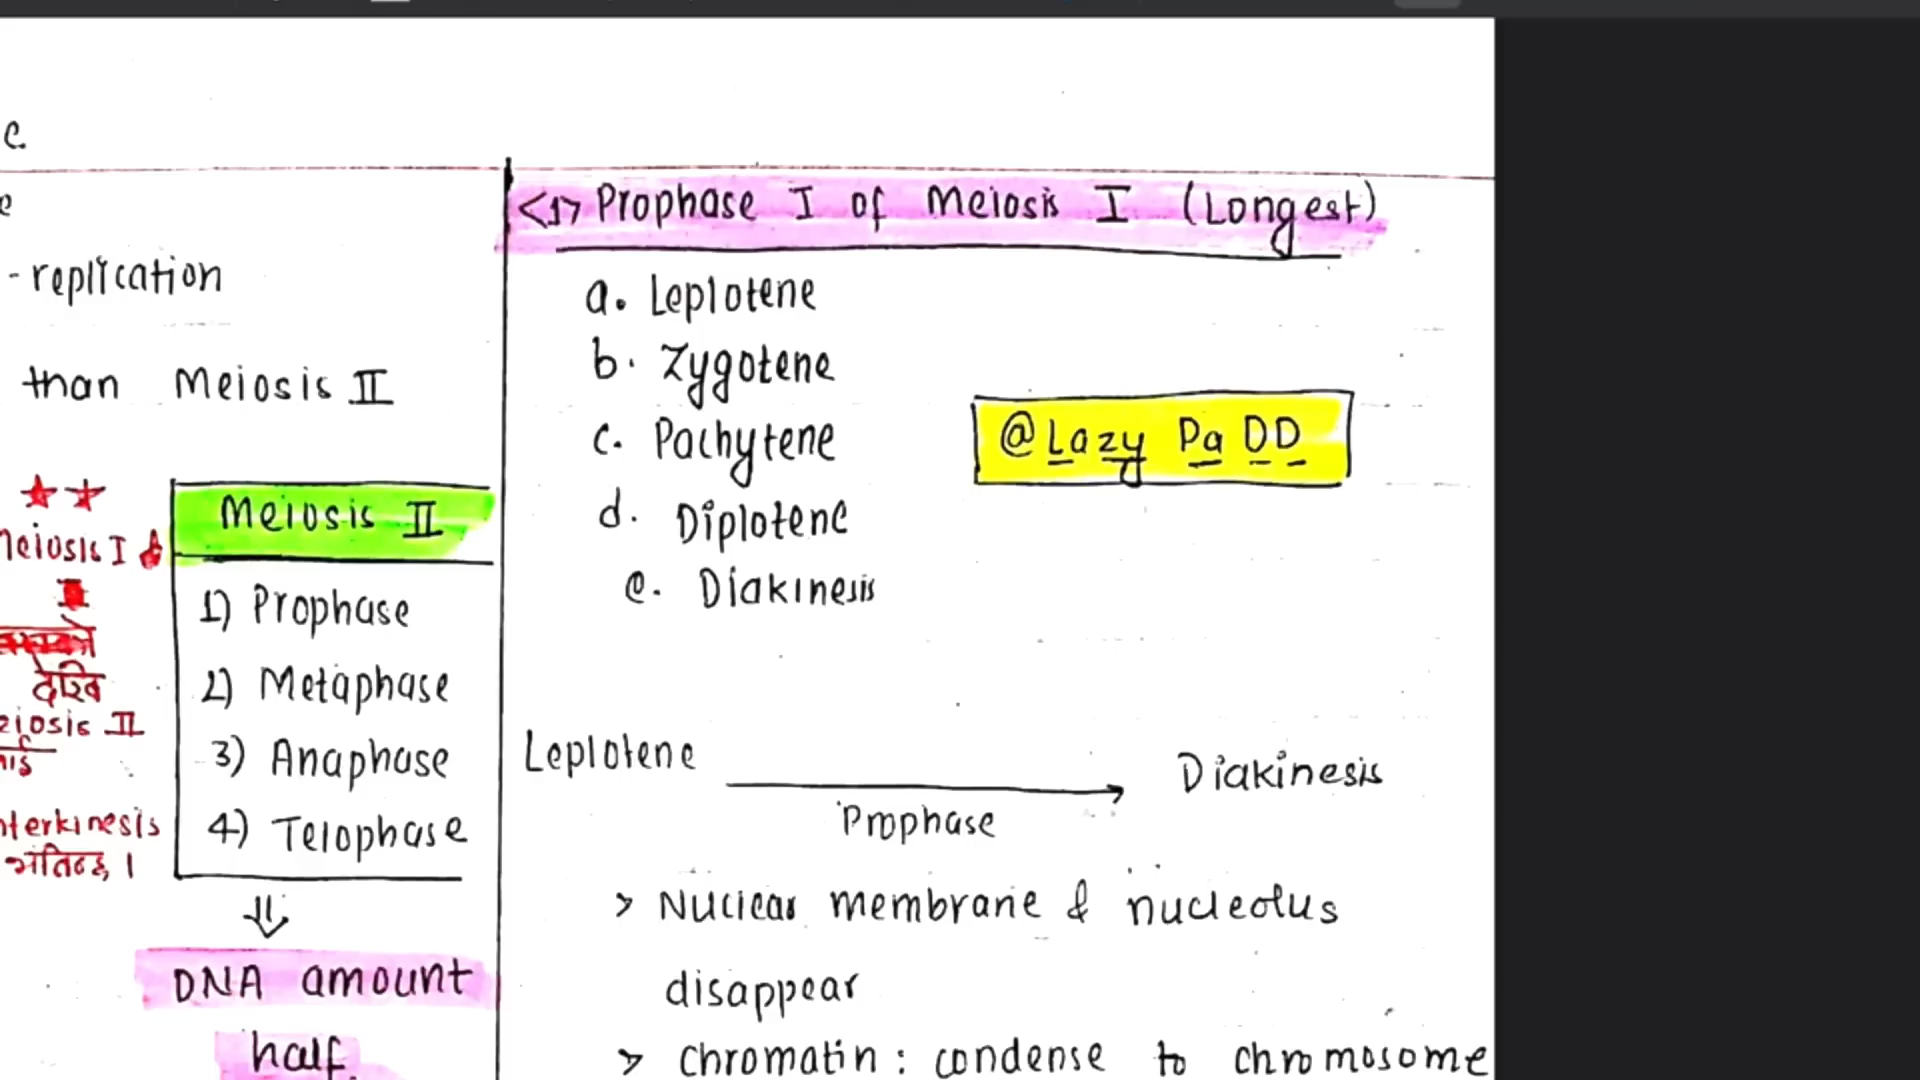 e
e
- replication
than Meiosis II
Meiosis I
I
देखि
Meiosis II
Interkinesis
Meiosis II
1) Prophase
2) Metaphase
3) Anaphase
4) Telophase
DNA amount
half
<1> Prophase I of Meiosis I (Longest)
a. Leptotene
b. Zygotene
c. Pachytene
d. Diplotene
e. Diakinesis
@ Lazy Pa DD
Leptotene → Diakinesis
Prophase
> Nuclear membrane & nucleolus
disappear
> Chromatin : condense to chromosome